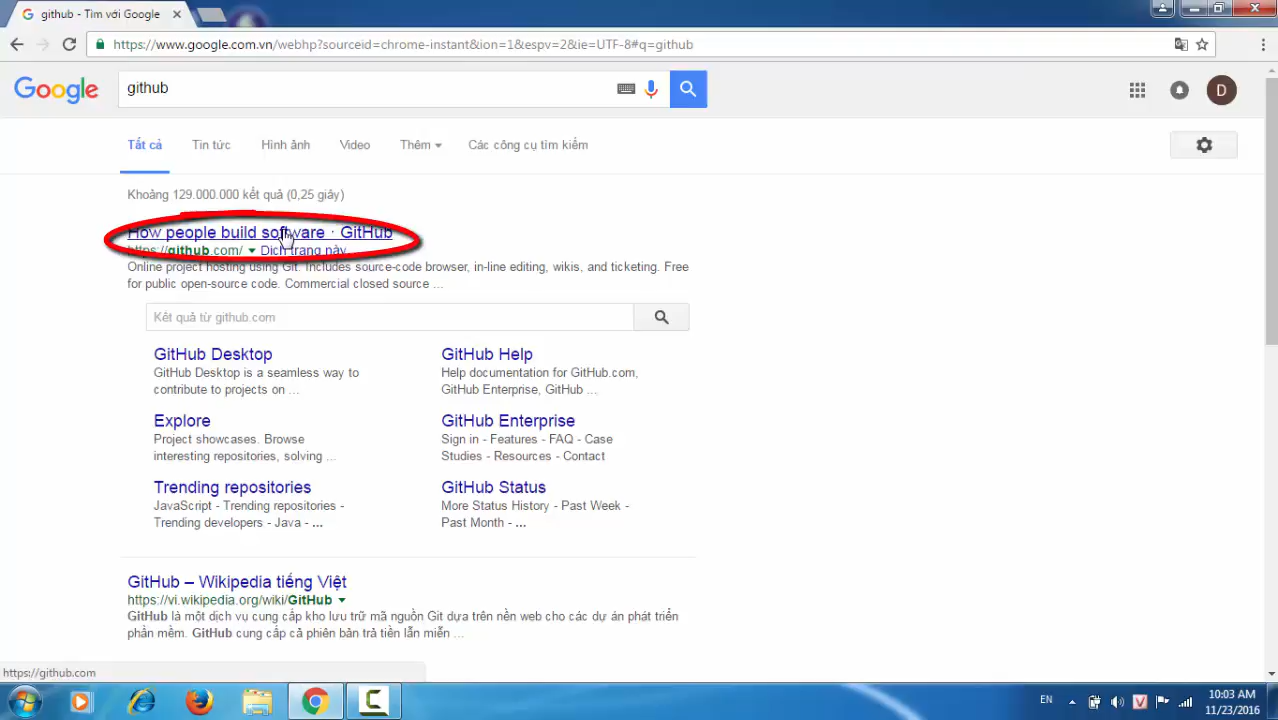 github - Tìm với Google
https://www.google.com.vn/webhp?sourceid=chrome-instant&ion=1&espv=2&ie=UTF-8#q=github
Google
github
D
Tất cả
Tin tức
Hình ảnh
Video
Thêm
Các công cụ tìm kiếm
Khoảng 129.000.000 kết quả (0,25 giây)
How people build software · GitHub
https://github.com/ Dịch trang này
Online project hosting using Git. Includes source-code browser, in-line editing, wikis, and ticketing. Free
for public open-source code. Commercial closed source ...
Kết quả từ github.com
GitHub Desktop
GitHub Desktop is a seamless way to
contribute to projects on ...
GitHub Help
Help documentation for GitHub.com,
GitHub Enterprise, GitHub ...
Explore
Project showcases. Browse
interesting repositories, solving ...
GitHub Enterprise
Sign in - Features - FAQ - Case
Studies - Resources - Contact
Trending repositories
JavaScript - Trending repositories -
Trending developers - Java - ...
GitHub Status
More Status History - Past Week -
Past Month - ...
GitHub – Wikipedia tiếng Việt
https://vi.wikipedia.org/wiki/GitHub
GitHub là một dịch vụ cung cấp kho lưu trữ mã nguồn Git dựa trên nền web cho các dự án phát triển
phần mềm. GitHub cung cấp cả phiên bản trả tiền lẫn miễn ...
https://github.com
EN
V
10:03 AM
11/23/2016